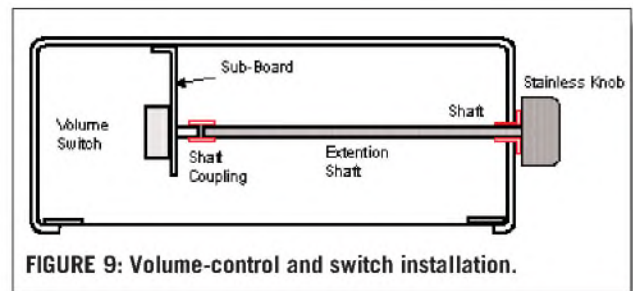 Sub-Board
Stainless Knob
Shaft
Volume
Switch
Shaft
Coupling
Extention
Shaft
FIGURE 9: Volume-control and switch installation.